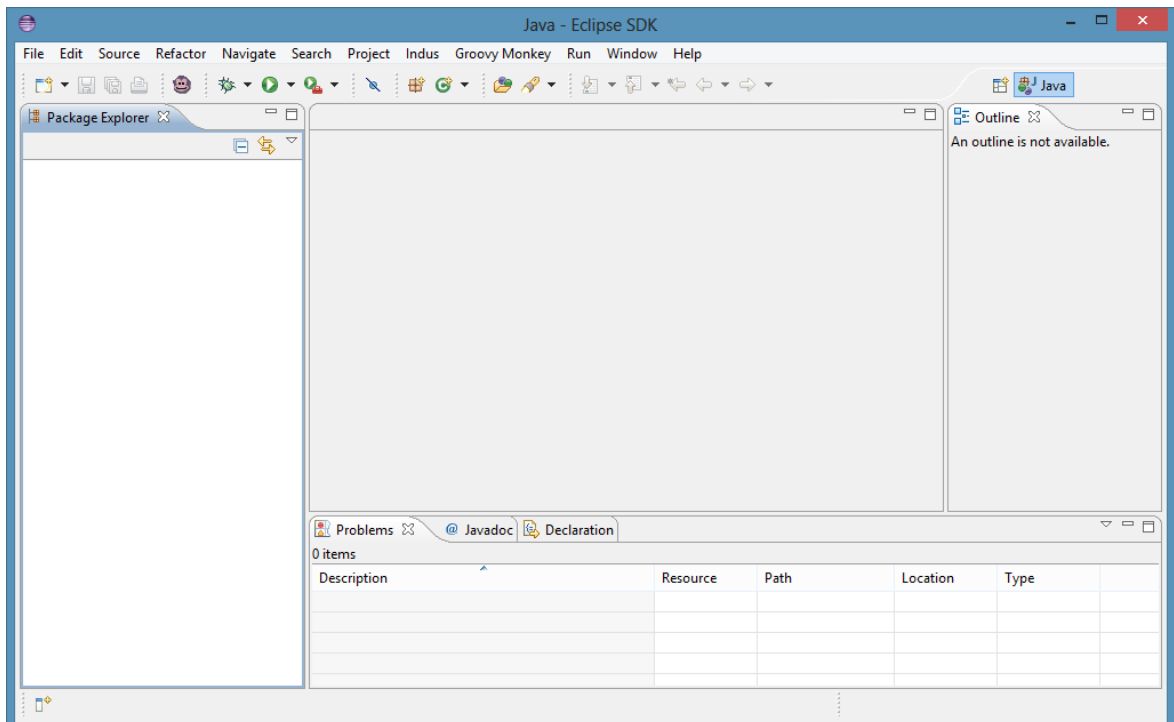 Java - Eclipse SDK
File Edit Source Refactor Navigate Search Project Indus Groovy Monkey Run Window Help
Java
Package Explorer
Outline
An outline is not available.
Problems @ Javadoc Declaration
0 items
Description Resource Path Location Type